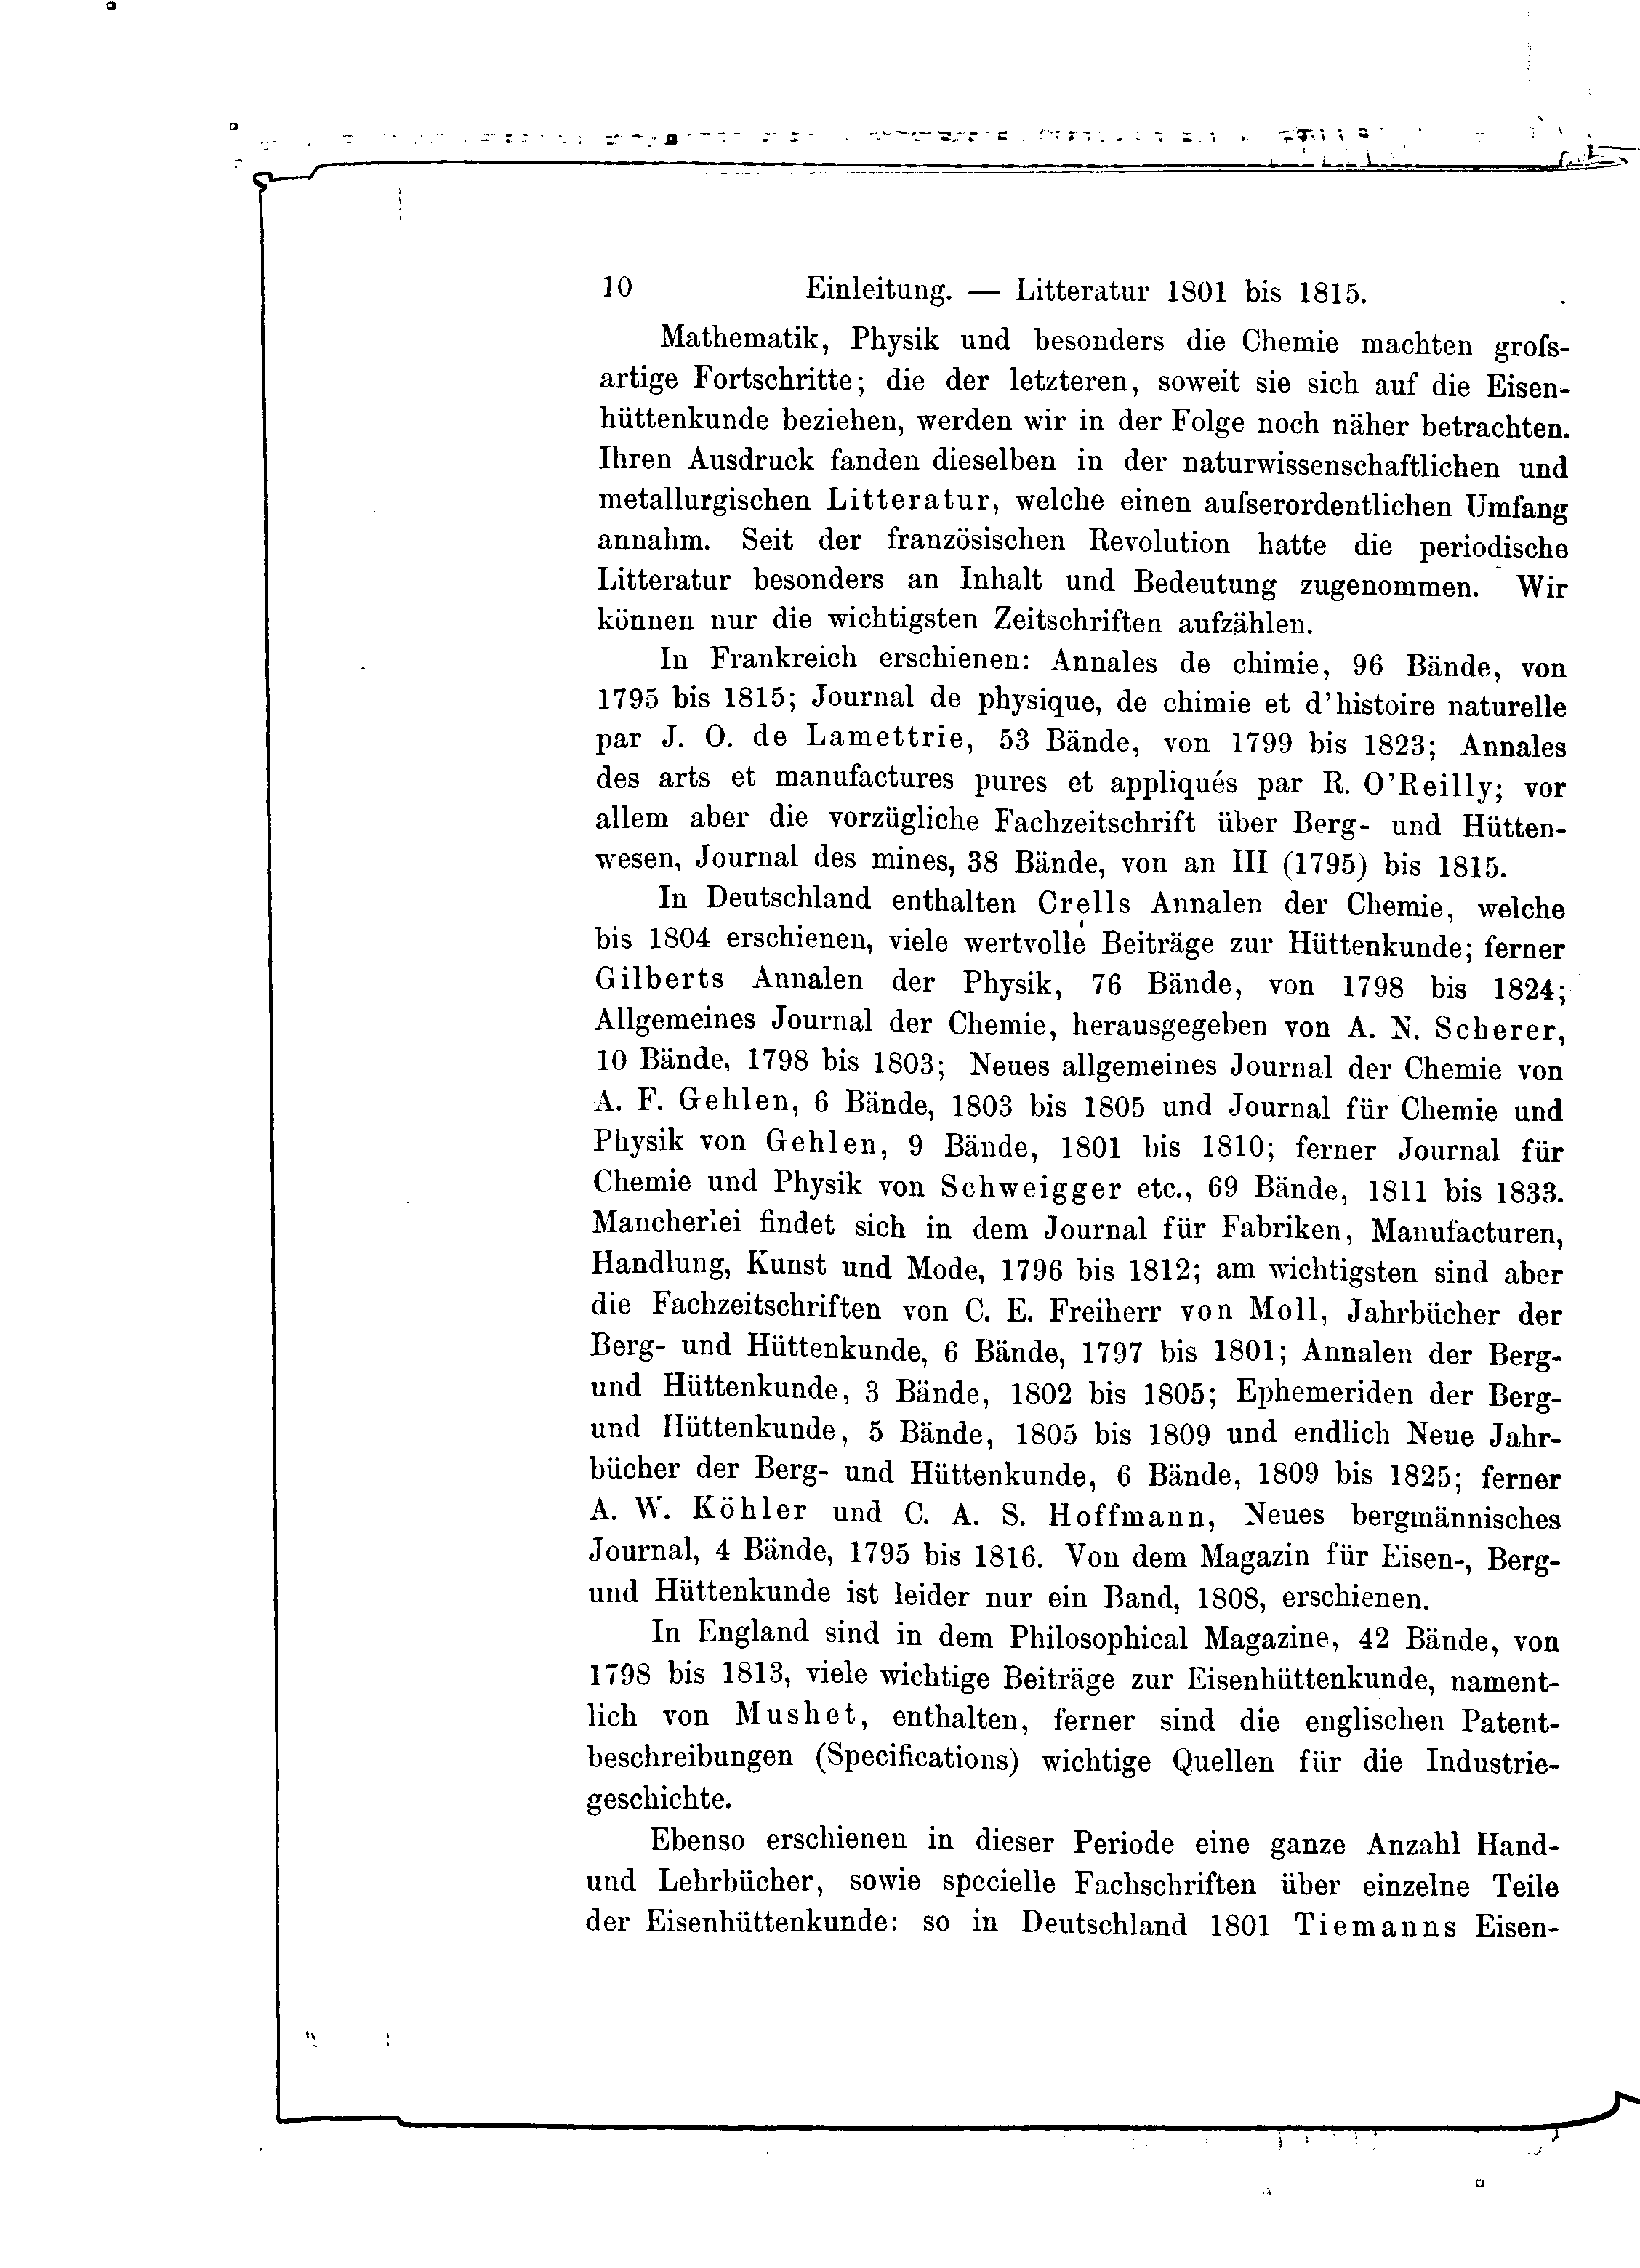 10 Einleitung. — Litteratur 1801 bis 1815.
Mathematik, Physik und besonders die Chemie machten groſs-
artige Fortschritte; die der letzteren, soweit sie sich auf die Eisen-
hüttenkunde beziehen, werden wir in der Folge noch näher betrachten.
Ihren Ausdruck fanden dieselben in der naturwissenschaftlichen und
metallurgischen Litteratur, welche einen auſserordentlichen Umfang
annahm. Seit der französischen Revolution hatte die periodische
Litteratur besonders an Inhalt und Bedeutung zugenommen. Wir
können nur die wichtigsten Zeitschriften aufzählen.
In Frankreich erschienen: Annales de chimie, 96 Bände, von
1795 bis 1815; Journal de physique, de chimie et d'histoire naturelle
par J. O. de Lamettrie, 53 Bände, von 1799 bis 1823; Annales
des arts et manufactures pures et appliqués par R. O'Reilly; vor
allem aber die vorzügliche Fachzeitschrift über Berg- und Hütten-
wesen, Journal des mines, 38 Bände, von an III (1795) bis 1815.
In Deutschland enthalten Crells Annalen der Chemie, welche
bis 1804 erschienen, viele wertvolle Beiträge zur Hüttenkunde; ferner
Gilberts Annalen der Physik, 76 Bände, von 1798 bis 1824;
Allgemeines Journal der Chemie, herausgegeben von A. N. Scherer,
10 Bände, 1798 bis 1803; Neues allgemeines Journal der Chemie von
A. F. Gehlen, 6 Bände, 1803 bis 1805 und Journal für Chemie und
Physik von Gehlen, 9 Bände, 1801 bis 1810; ferner Journal für
Chemie und Physik von Schweigger etc., 69 Bände, 1811 bis 1833.
Mancherlei findet sich in dem Journal für Fabriken, Manufacturen,
Handlung, Kunst und Mode, 1796 bis 1812; am wichtigsten sind aber
die Fachzeitschriften von C. E. Freiherr von Moll, Jahrbücher der
Berg- und Hüttenkunde, 6 Bände, 1797 bis 1801; Annalen der Berg-
und Hüttenkunde, 3 Bände, 1802 bis 1805; Ephemeriden der Berg-
und Hüttenkunde, 5 Bände, 1805 bis 1809 und endlich Neue Jahr-
bücher der Berg- und Hüttenkunde, 6 Bände, 1809 bis 1825; ferner
A. W. Köhler und C. A. S. Hoffmann, Neues bergmännisches
Journal, 4 Bände, 1795 bis 1816. Von dem Magazin für Eisen-, Berg-
und Hüttenkunde ist leider nur ein Band, 1808, erschienen.
In England sind in dem Philosophical Magazine, 42 Bände, von
1798 bis 1813, viele wichtige Beiträge zur Eisenhüttenkunde, nament-
lich von Mushet, enthalten, ferner sind die englischen Patent-
beschreibungen (Specifications) wichtige Quellen für die Industrie-
geschichte.
Ebenso erschienen in dieser Periode eine ganze Anzahl Hand-
und Lehrbücher, sowie specielle Fachschriften über einzelne Teile
der Eisenhüttenkunde: so in Deutschland 1801 Tiemanns Eisen-